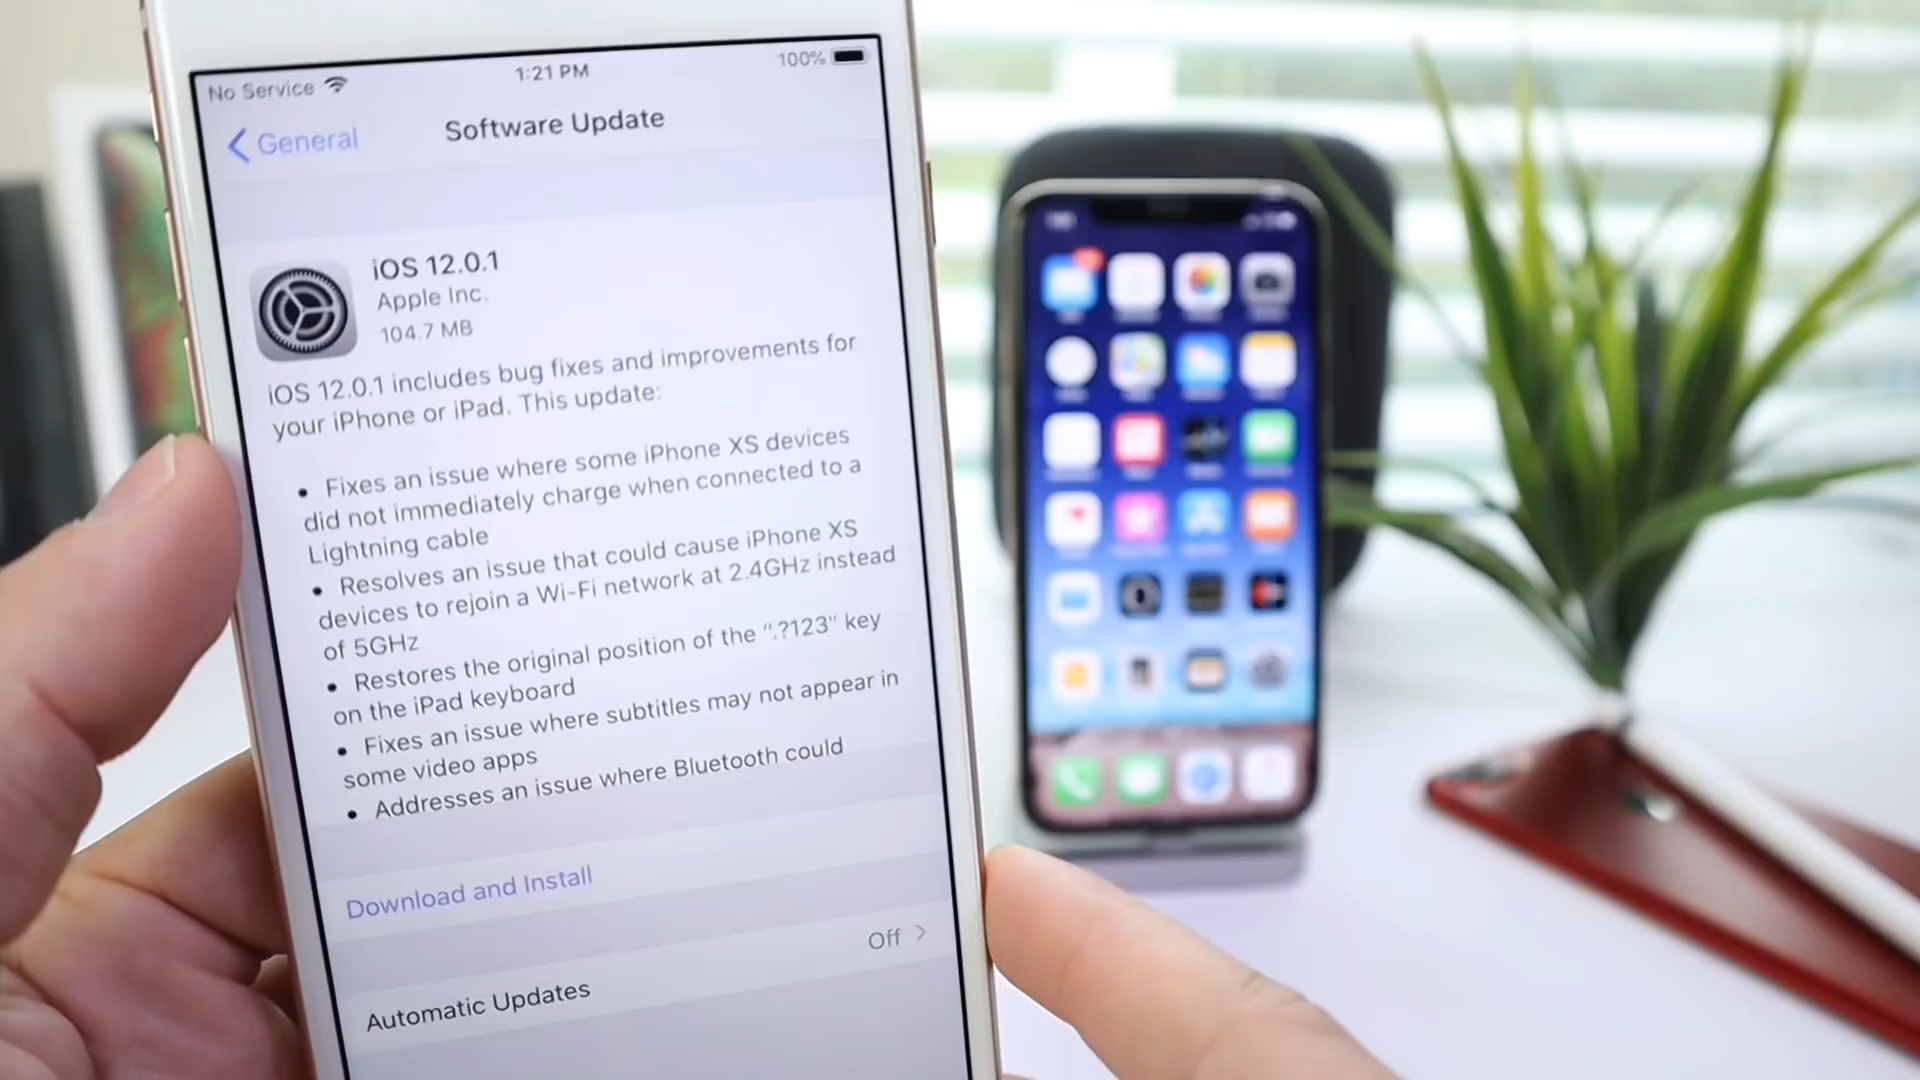 No Service
1:21 PM
100%
General
Software Update
iOS 12.0.1
Apple Inc.
104.7 MB
iOS 12.0.1 includes bug fixes and improvements for
your iPhone or iPad. This update:
• Fixes an issue where some iPhone XS devices
did not immediately charge when connected to a
Lightning cable
• Resolves an issue that could cause iPhone XS
devices to rejoin a Wi-Fi network at 2.4GHz instead
of 5GHz
• Restores the original position of the ".?123" key
on the iPad keyboard
• Fixes an issue where subtitles may not appear in
some video apps
• Addresses an issue where Bluetooth could
Download and Install
Automatic Updates
Off